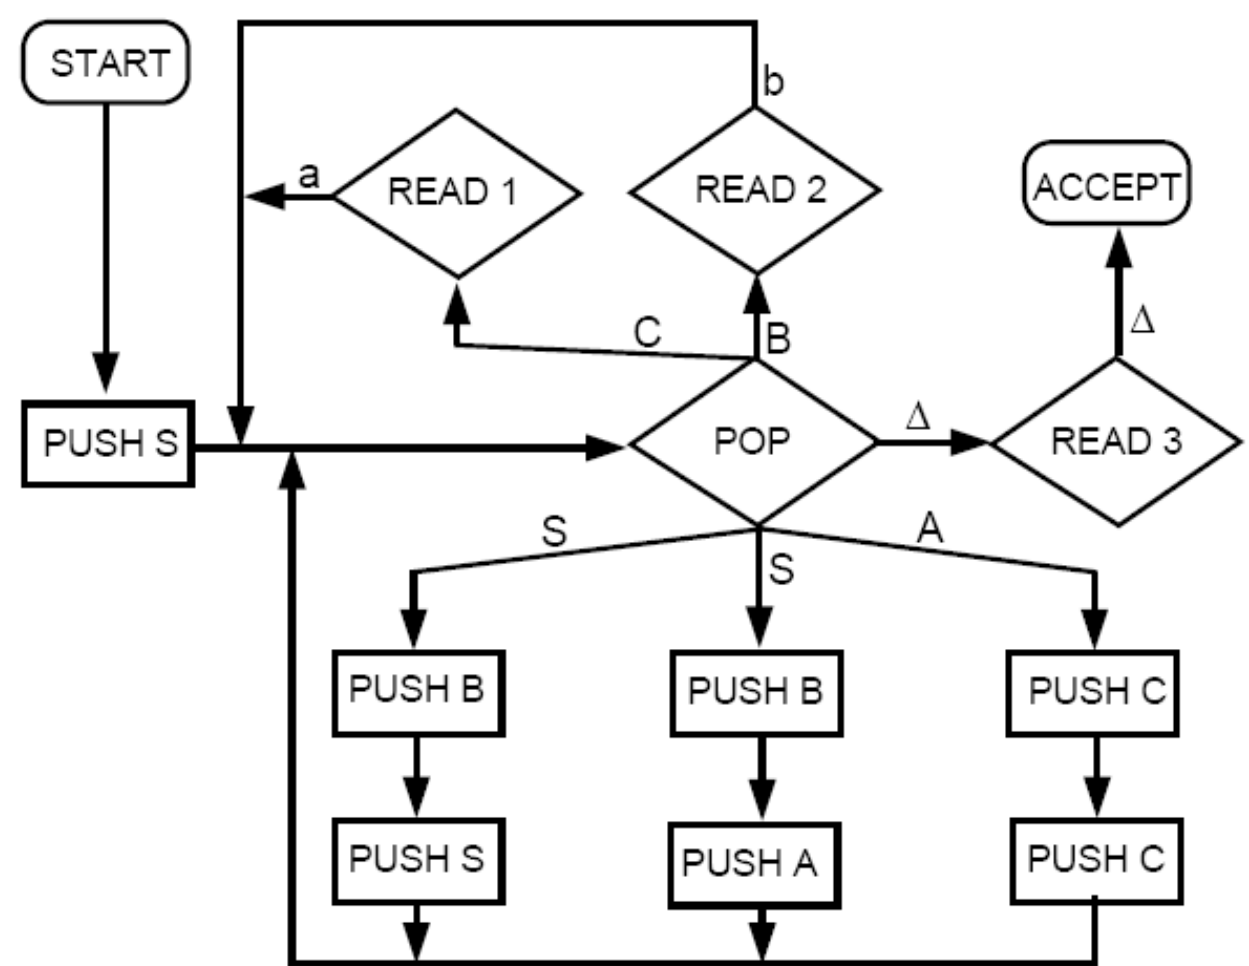 START
b
a
READ 1
READ 2
ACCEPT
C
B
Δ
PUSH S
POP
Δ
READ 3
S
S
A
PUSH B
PUSH B
PUSH C
PUSH S
PUSH A
PUSH C